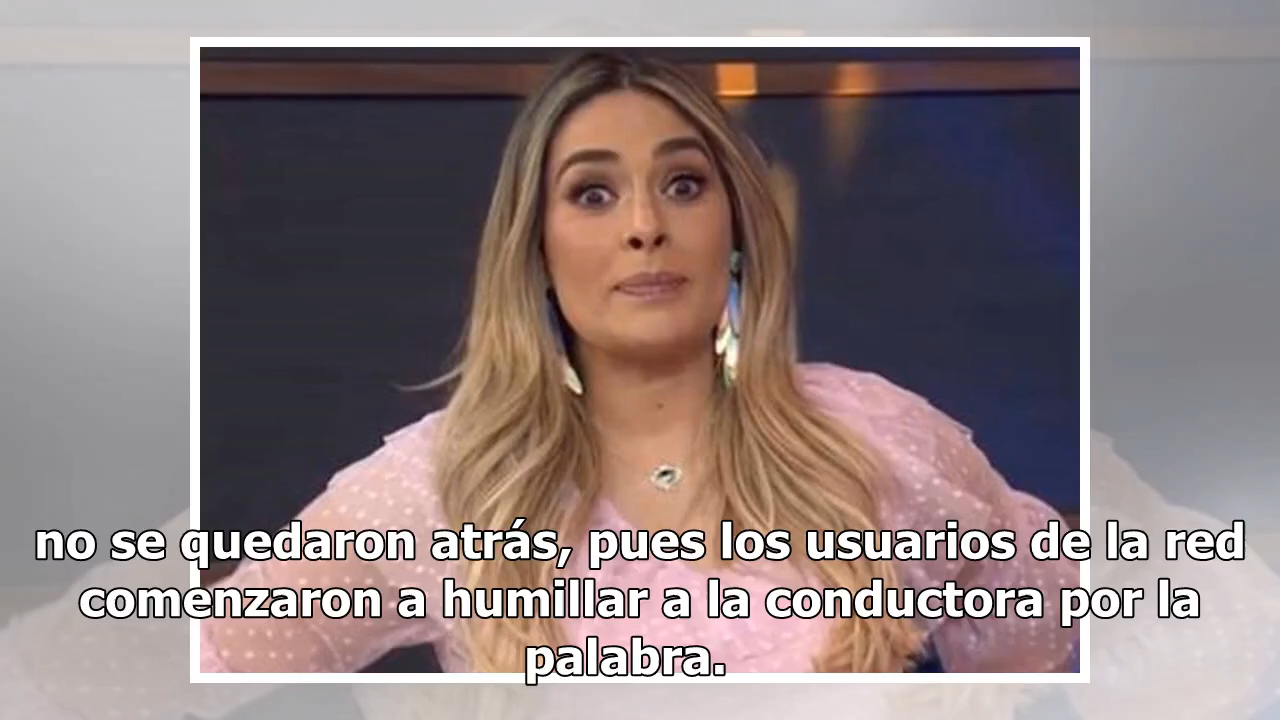 no se quedaron atrás, pues los usuarios de la red
comenzaron a humillar a la conductora por la
palabra.